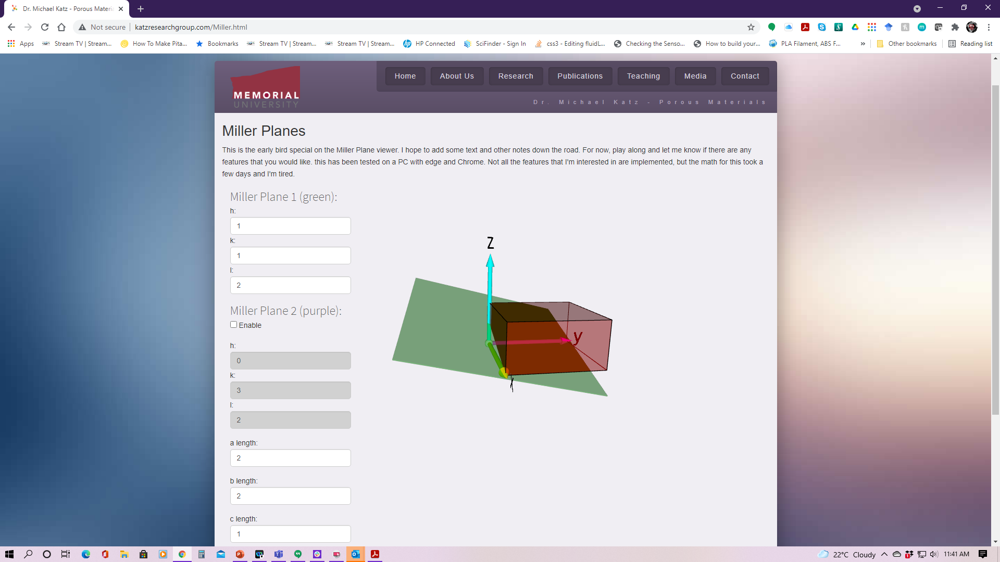 Dr. Michael Katz - Porous Materi
Not secure
katzresearchgroup.com/Miller.html
Apps
Stream TV | Stream...
How To Make Pita...
Bookmarks
Stream TV | Stream...
Stream TV | Stream...
HP Connected
SciFinder - Sign In
css3 - Editing fluidL...
Checking the Senso...
How to build your...
PLA Filament, ABS F...
»
Other bookmarks
Reading list
MEMORIAL
UNIVERSITY
Home
About Us
Research
Publications
Teaching
Media
Contact
Dr. Michael Katz - Porous Materials
Miller Planes
This is the early bird special on the Miller Plane viewer. I hope to add some text and other notes down the road. For now, play along and let me know if there are any
features that you would like. this has been tested on a PC with edge and Chrome. Not all the features that I'm interested in are implemented, but the math for this took a
few days and I'm tired.
Miller Plane 1 (green):
h:
1
k:
1
l:
2
Miller Plane 2 (purple):
Enable
h:
0
k:
3
l:
2
a length:
2
b length:
2
c length:
1
Z
y
22°C Cloudy
11:41 AM